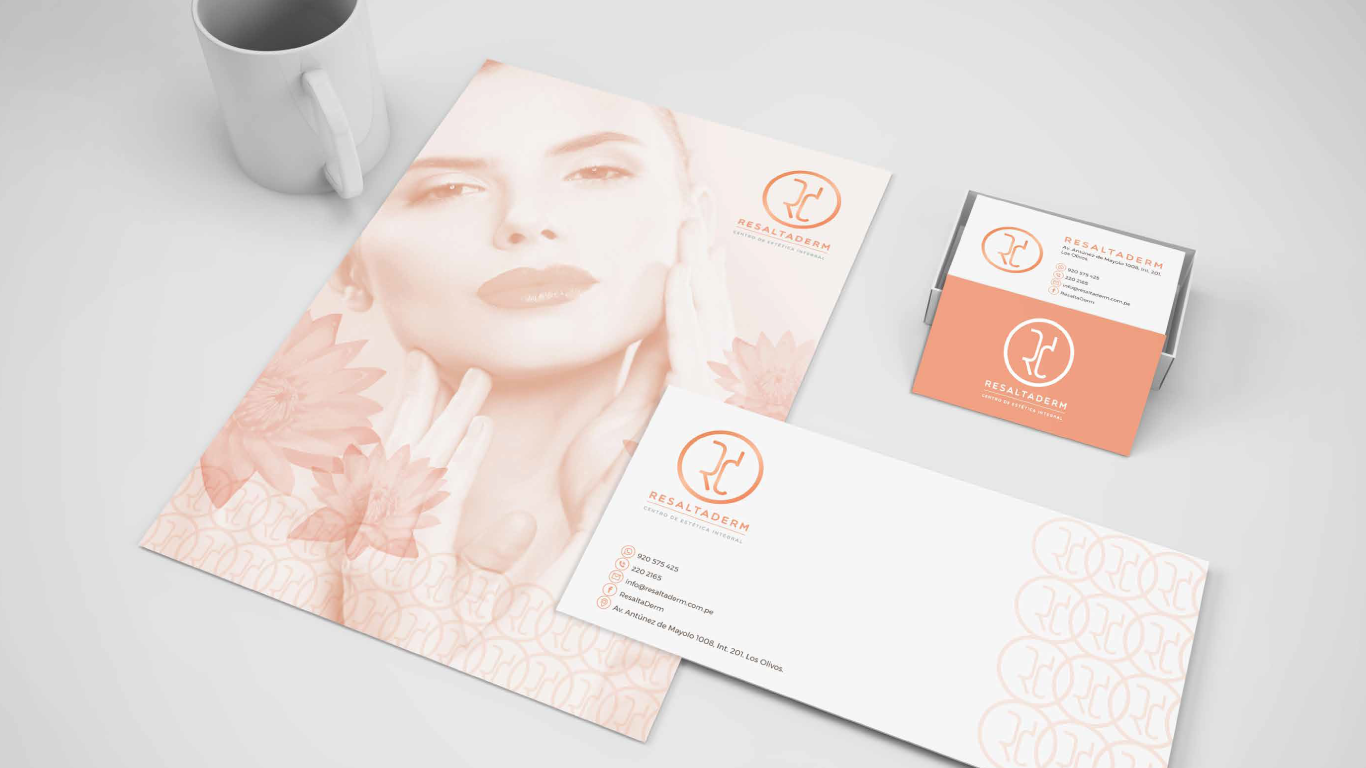 RESALTADERM
CENTRO DE ESTÉTICA INTEGRAL
RESALTADERM
Av. Antúnez de Mayolo 1008, Int. 201,
Los Olivos.
920 575 425
220 2165
info@resaltaderm.com.pe
ResaltaDerm
RESALTADERM
CENTRO DE ESTÉTICA INTEGRAL
RESALTADERM
CENTRO DE ESTÉTICA INTEGRAL
920 575 425
220 2165
info@resaltaderm.com.pe
ResaltaDerm
Av. Antúnez de Mayolo 1008, Int. 201, Los Olivos.